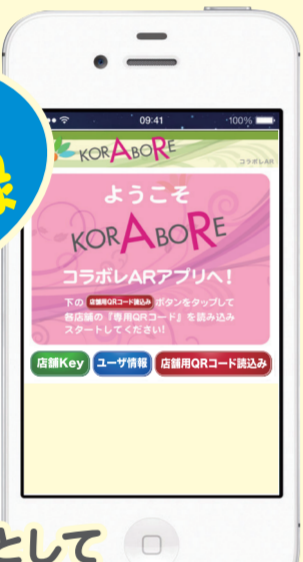 09:41
100%
KORABORE
コラボレAR
ようこそ
KORABORE
コラボレARアプリへ!
下の 店舗用QRコード読込み ボタンをタップして
各店舗の『専用QRコード』を読み込み
スタートしてください!
店舗Key ユーザ情報 店舗用QRコード読込み
として